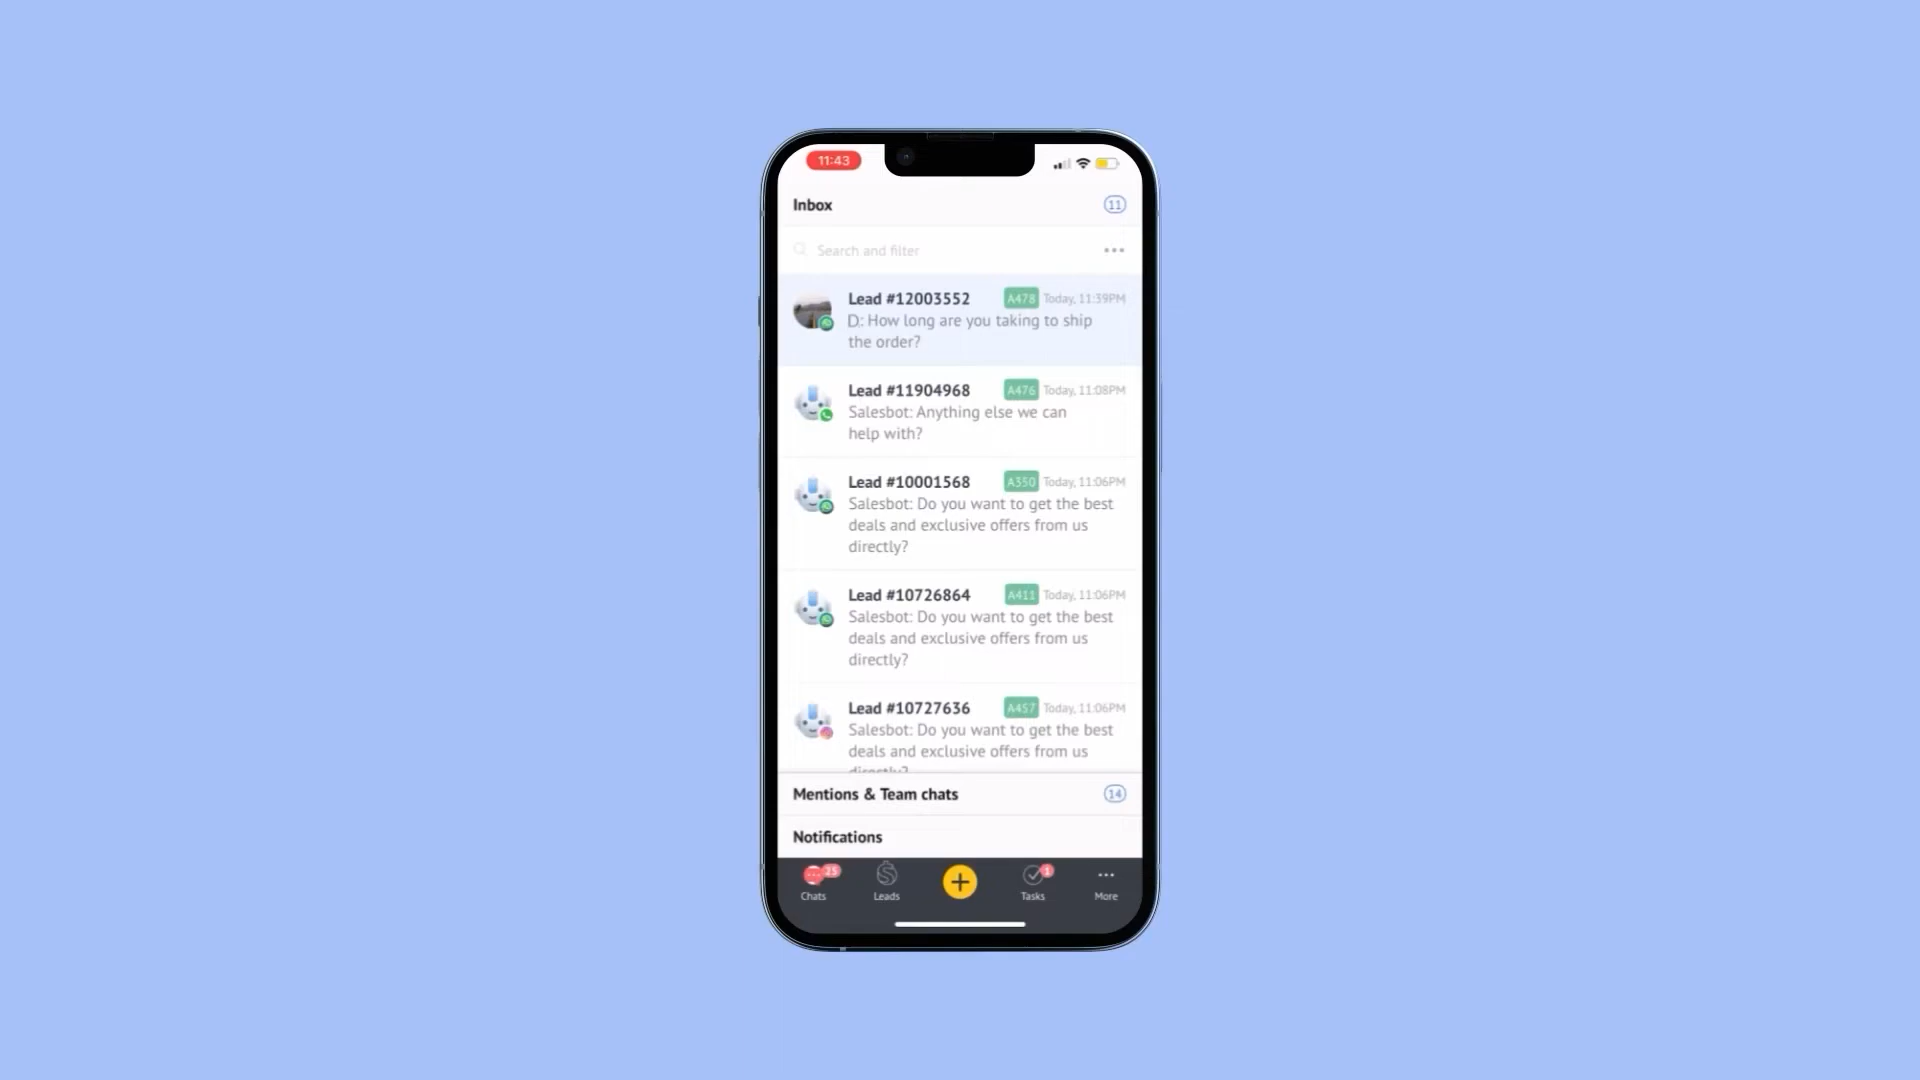 11:43
Inbox
11
Search and filter
Lead #12003552 A478 Today, 11:39PM
D: How long are you taking to ship
the order?
Lead #11904968 A476 Today, 11:08PM
Salesbot: Anything else we can
help with?
Lead #10001568 A350 Today, 11:06PM
Salesbot: Do you want to get the best
deals and exclusive offers from us
directly?
Lead #10726864 A411 Today, 11:06PM
Salesbot: Do you want to get the best
deals and exclusive offers from us
directly?
Lead #10727636 A457 Today, 11:06PM
Salesbot: Do you want to get the best
deals and exclusive offers from us
directly?
Mentions & Team chats
14
Notifications
25
1
Chats
Leads
Tasks
More